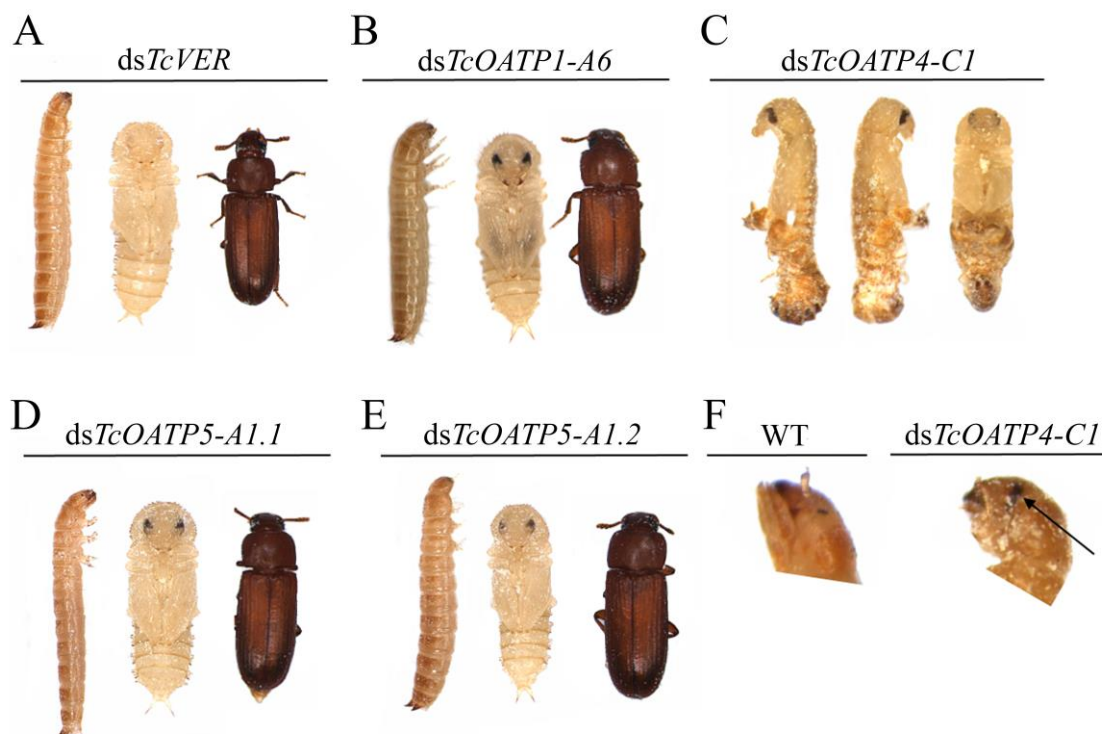 A
dsTcVER
B
dsTcOATP1-A6
C
dsTcOATP4-C1
D
dsTcOATP5-A1.1
E
dsTcOATP5-A1.2
F
WT
dsTcOATP4-C1